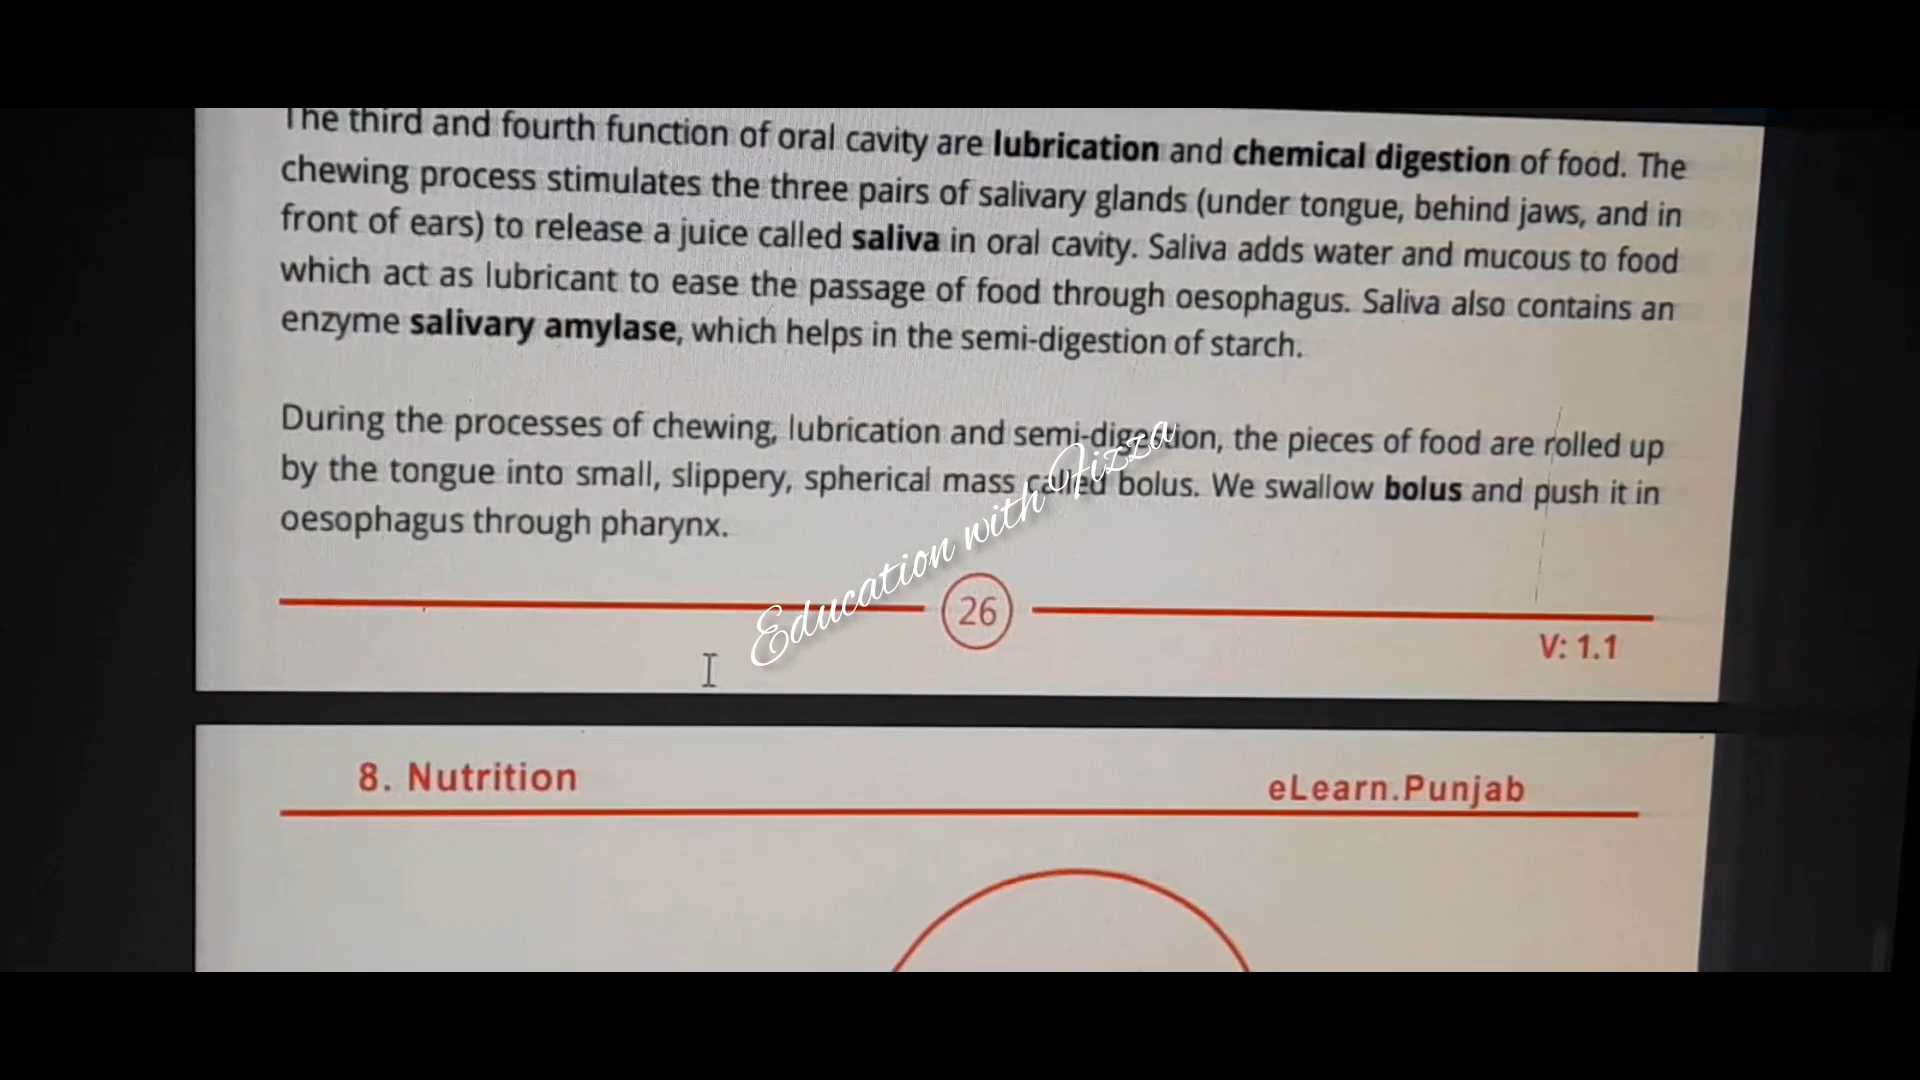 The third and fourth function of oral cavity are lubrication and chemical digestion of food. The
chewing process stimulates the three pairs of salivary glands (under tongue, behind jaws, and in
front of ears) to release a juice called saliva in oral cavity. Saliva adds water and mucous to food
which act as lubricant to ease the passage of food through oesophagus. Saliva also contains an
enzyme salivary amylase, which helps in the semi-digestion of starch.
During the processes of chewing, lubrication and semi-digestion, the pieces of food are rolled up
by the tongue into small, slippery, spherical mass called bolus. We swallow bolus and push it in
oesophagus through pharynx.
Education with Fizza
26
V: 1.1
8. Nutrition
eLearn.Punjab